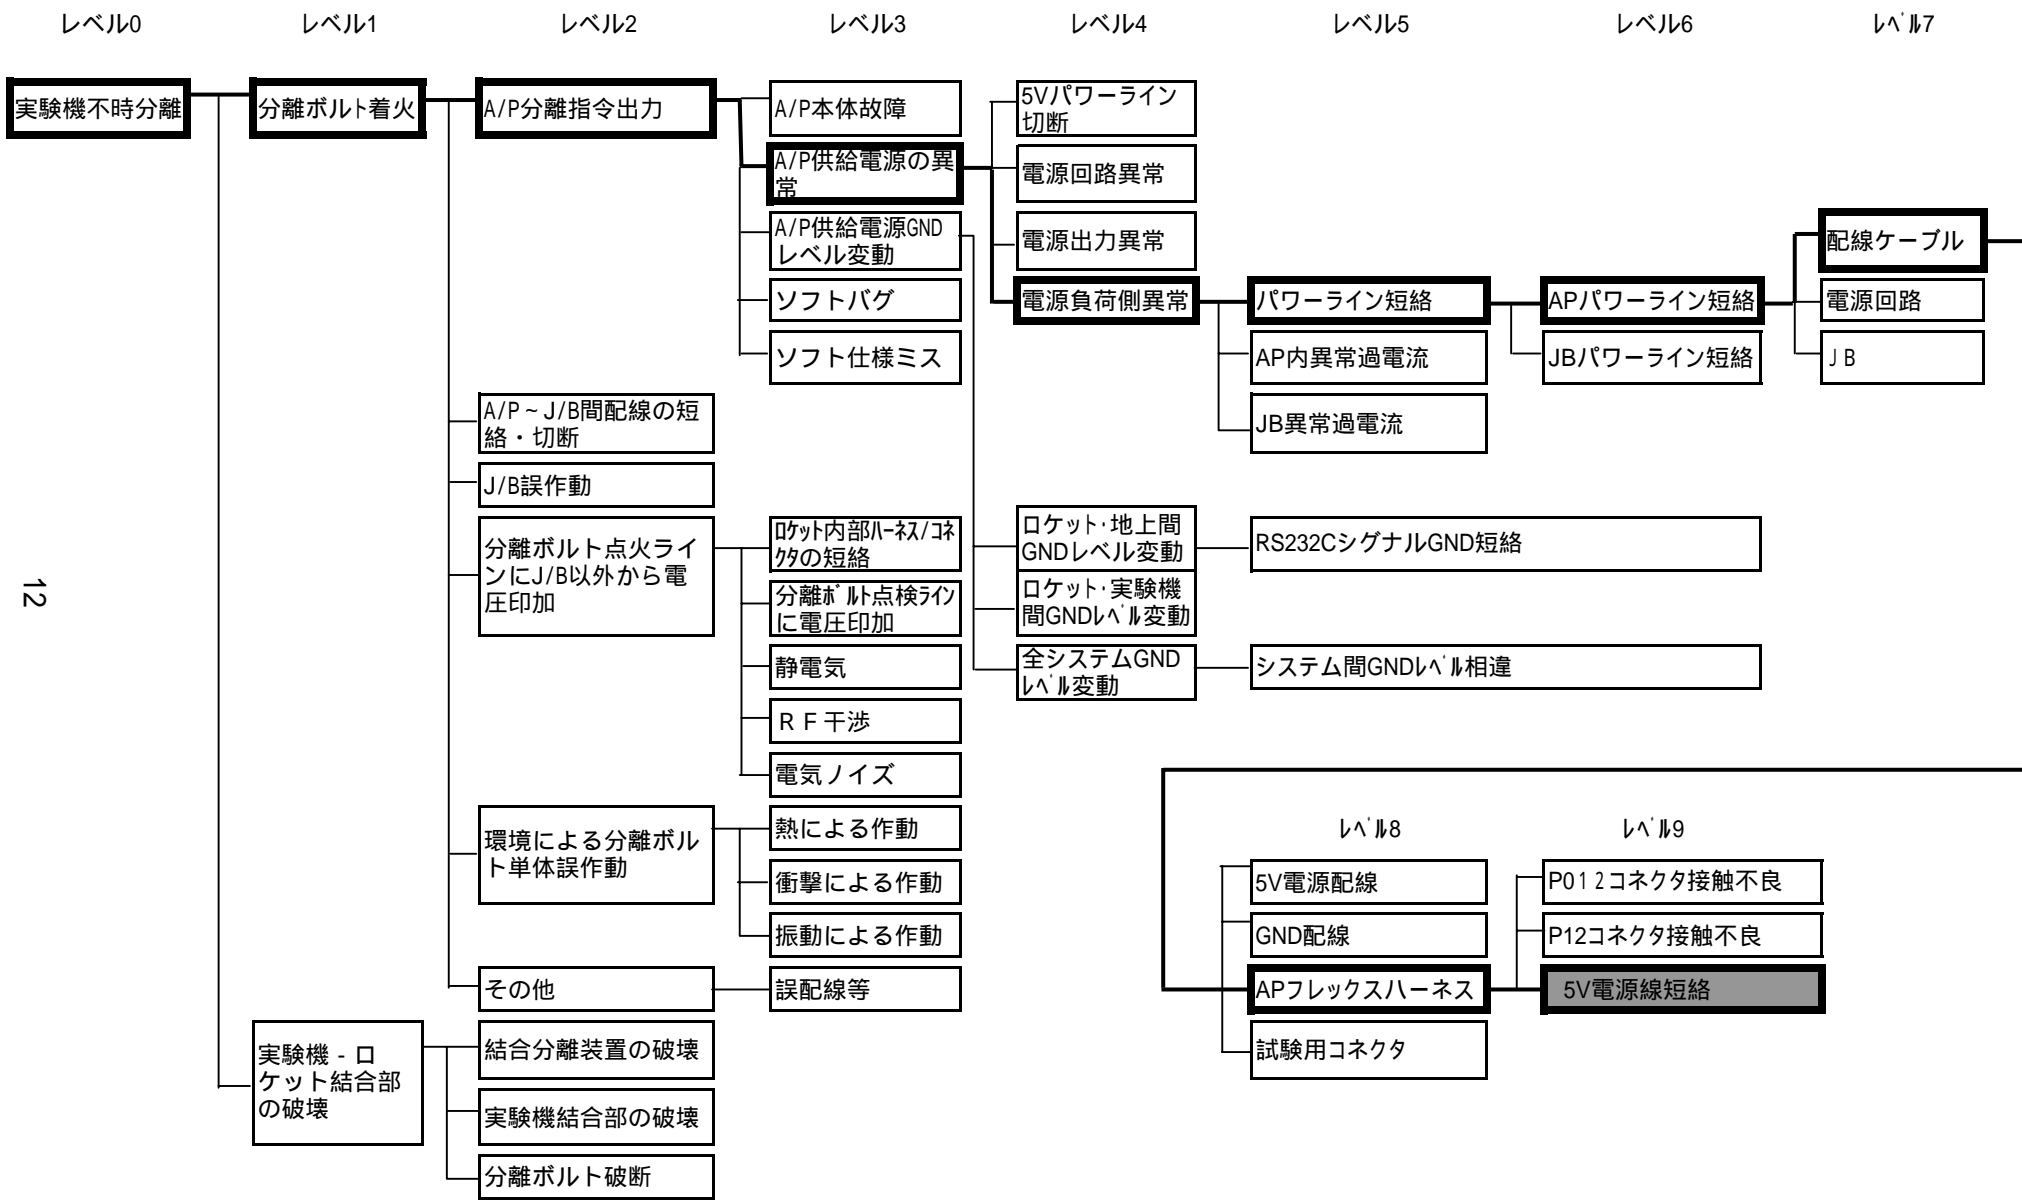 レベル0
レベル1
レベル2
レベル3
レベル4
レベル5
レベル6
ﾚﾍﾞﾙ7
実験機不時分離
分離ボルト着火
A/P分離指令出力
A/P本体故障
5Vパワーライン
切断
A/P供給電源の異
常
電源回路異常
A/P供給電源GND
レベル変動
電源出力異常
配線ケーブル
ソフトバグ
電源負荷側異常
パワーライン短絡
APパワーライン短絡
電源回路
ソフト仕様ミス
AP内異常過電流
JBパワーライン短絡
ＪＢ
A/P～J/B間配線の短
絡・切断
JB異常過電流
J/B誤作動
分離ボルト点火ライ
ンにJ/B以外から電
圧印加
ﾛｹｯﾄ内部ﾊｰﾈｽ/ｺﾈ
ｸﾀの短絡
ロケット･地上間
GNDレベル変動
RS232CシグナルGND短絡
分離ﾎﾞﾙﾄ点検ﾗｲﾝ
に電圧印加
ロケット･実験機
間GNDﾚﾍﾞﾙ変動
静電気
全システムGND
ﾚﾍﾞﾙ変動
システム間GNDﾚﾍﾞﾙ相違
ＲＦ干渉
電気ノイズ
環境による分離ボル
ト単体誤作動
熱による作動
衝撃による作動
振動による作動
その他
誤配線等
実験機‐ロ
ケット結合部
の破壊
結合分離装置の破壊
実験機結合部の破壊
分離ボルト破断
ﾚﾍﾞﾙ8
ﾚﾍﾞﾙ9
5V電源配線
P0１２コネクタ接触不良
GND配線
P12コネクタ接触不良
APフレックスハーネス
5V電源線短絡
試験用コネクタ
12